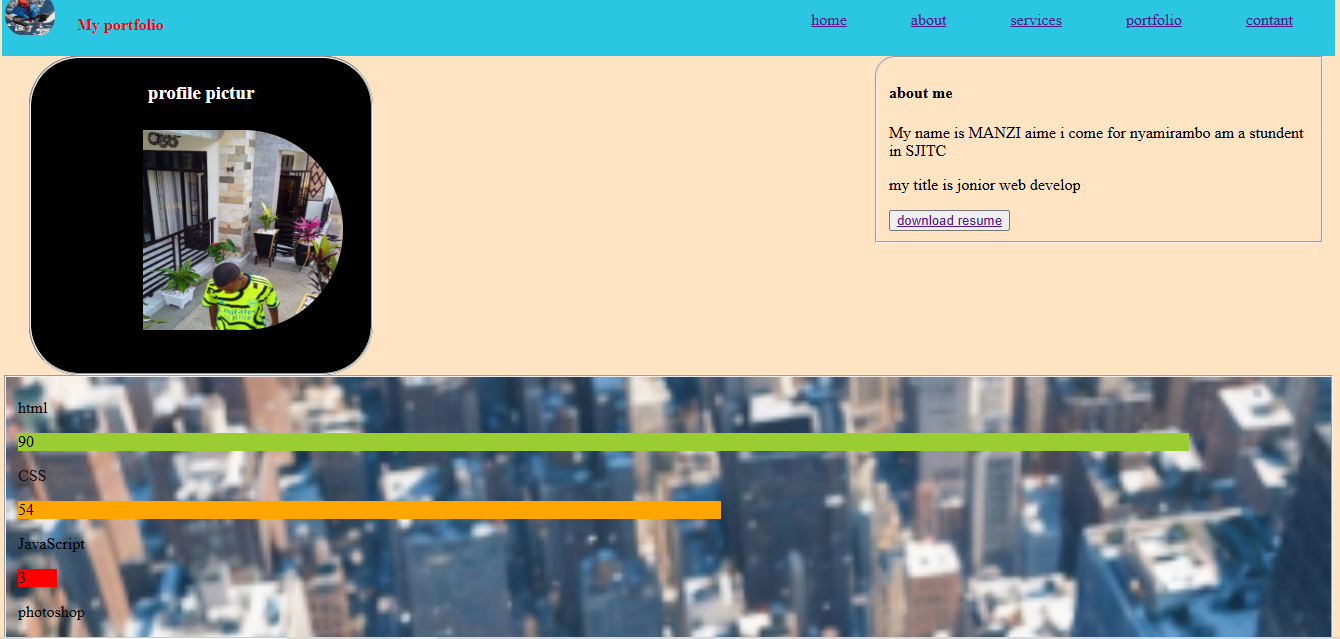 My portfolio
home about services portfolio contant
profile pictur
about me
My name is MANZI aime i come for nyamirambo am a stundent
in SJITC
my title is jonior web develop
download resume
html
90
CSS
54
JavaScript
3
photoshop